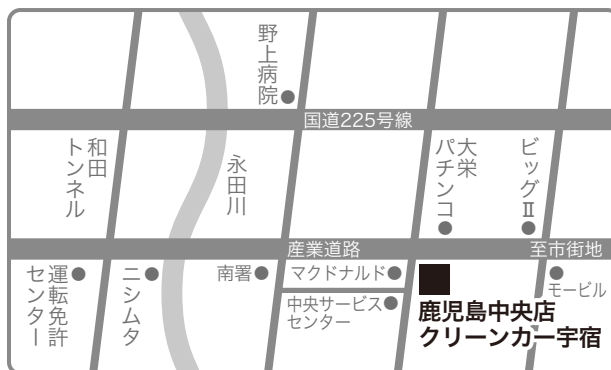 野上病院
国道225号線
和田
トンネル
永田川
大栄
パチンコ
ビッグⅡ
産業道路
至市街地
運転免許
センター
ニシムタ
南署
マクドナルド
中央サービス
センター
モービル
鹿児島中央店
クリーンカー宇宿